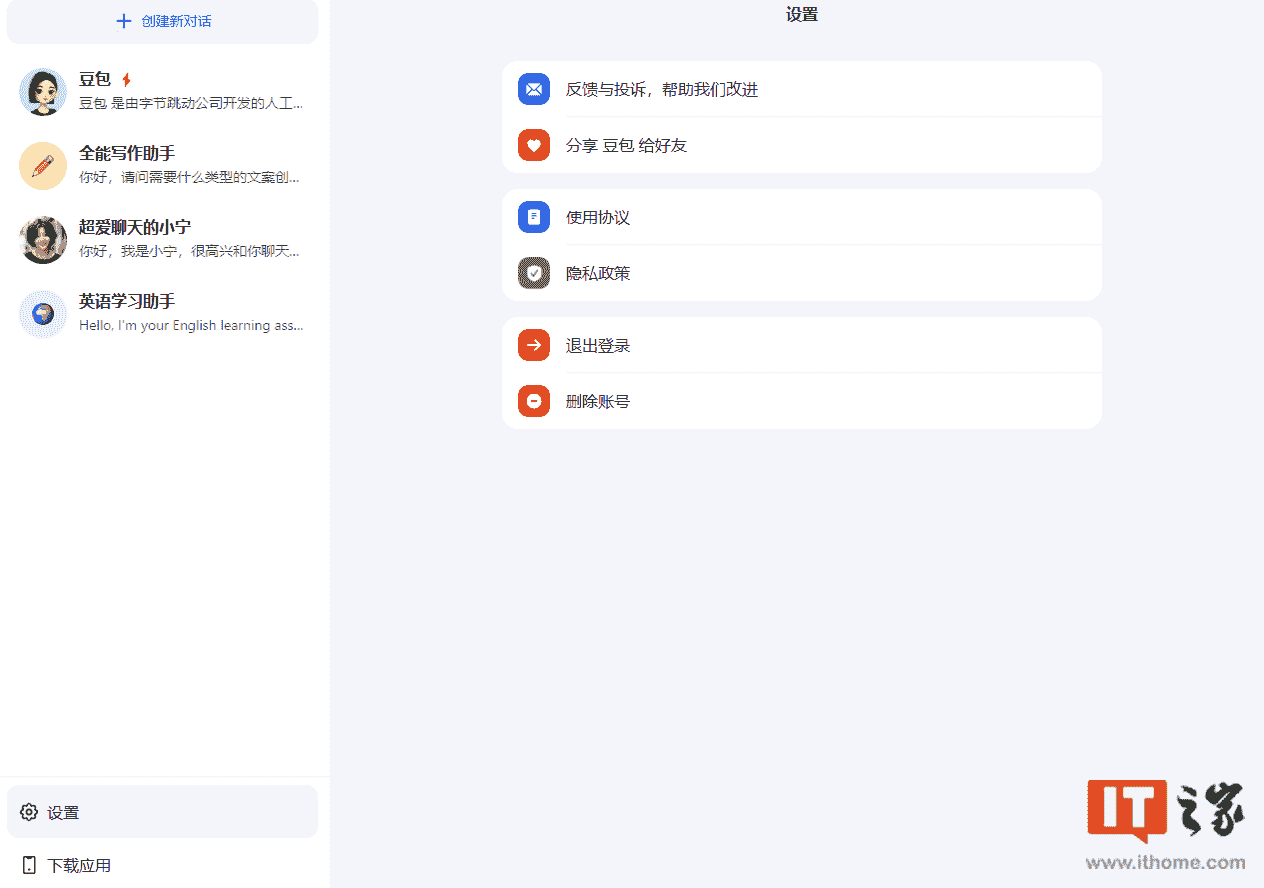 创建新对话
豆包
豆包 是由字节跳动公司开发的人工...
全能写作助手
你好，请问需要什么类型的文案创...
超爱聊天的小宁
你好，我是小宁，很高兴和你聊天...
英语学习助手
Hello, I'm your English learning ass...
设置
下载应用
设置
反馈与投诉，帮助我们改进
分享 豆包 给好友
使用协议
隐私政策
退出登录
删除账号
IT之家
www.ithome.com